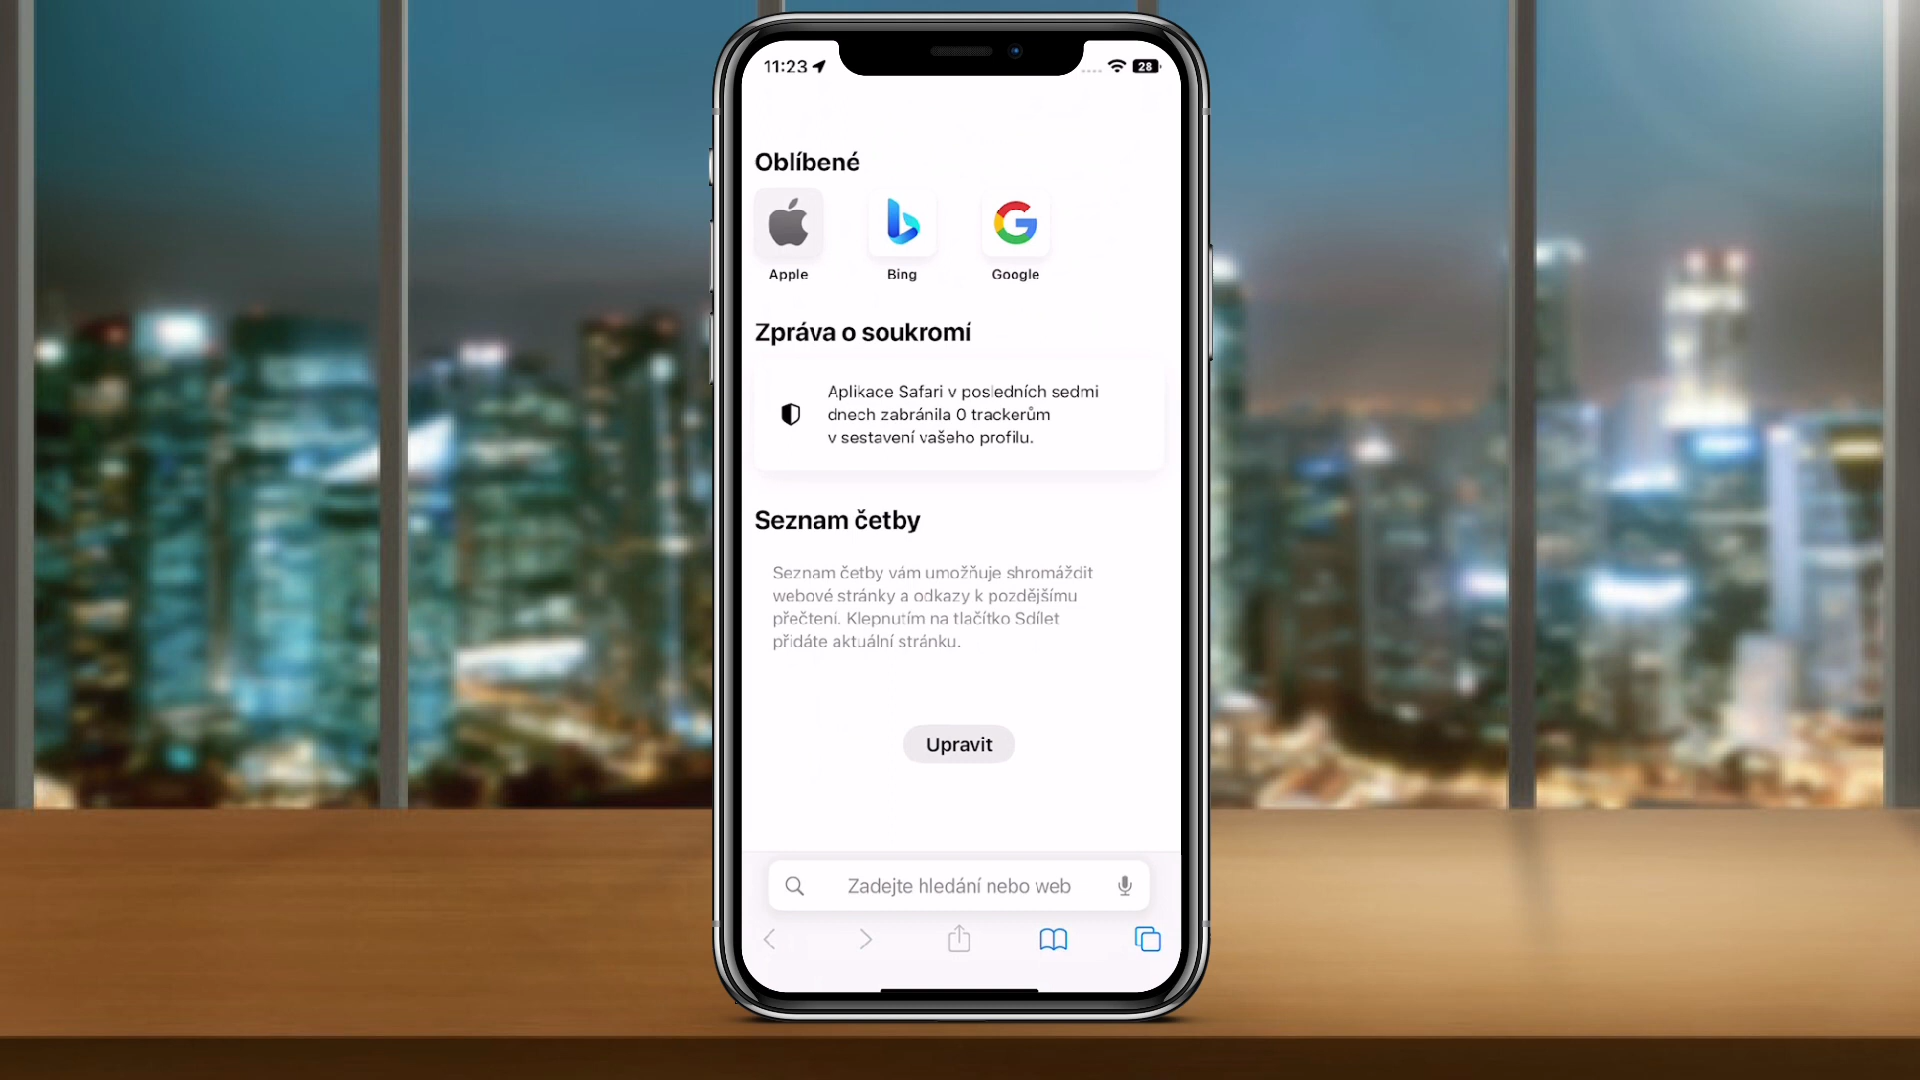 11:23
28
Oblíbené
Apple
Bing
Google
Zpráva o soukromí
Aplikace Safari v posledních sedmi
dnech zabránila 0 trackerům
v sestavení vašeho profilu.
Seznam četby
Seznam četby vám umožňuje shromáždit
webové stránky a odkazy k pozdějšímu
přečtení. Klepnutím na tlačítko Sdílet
přidáte aktuální stránku.
Upravit
Zadejte hledání nebo web